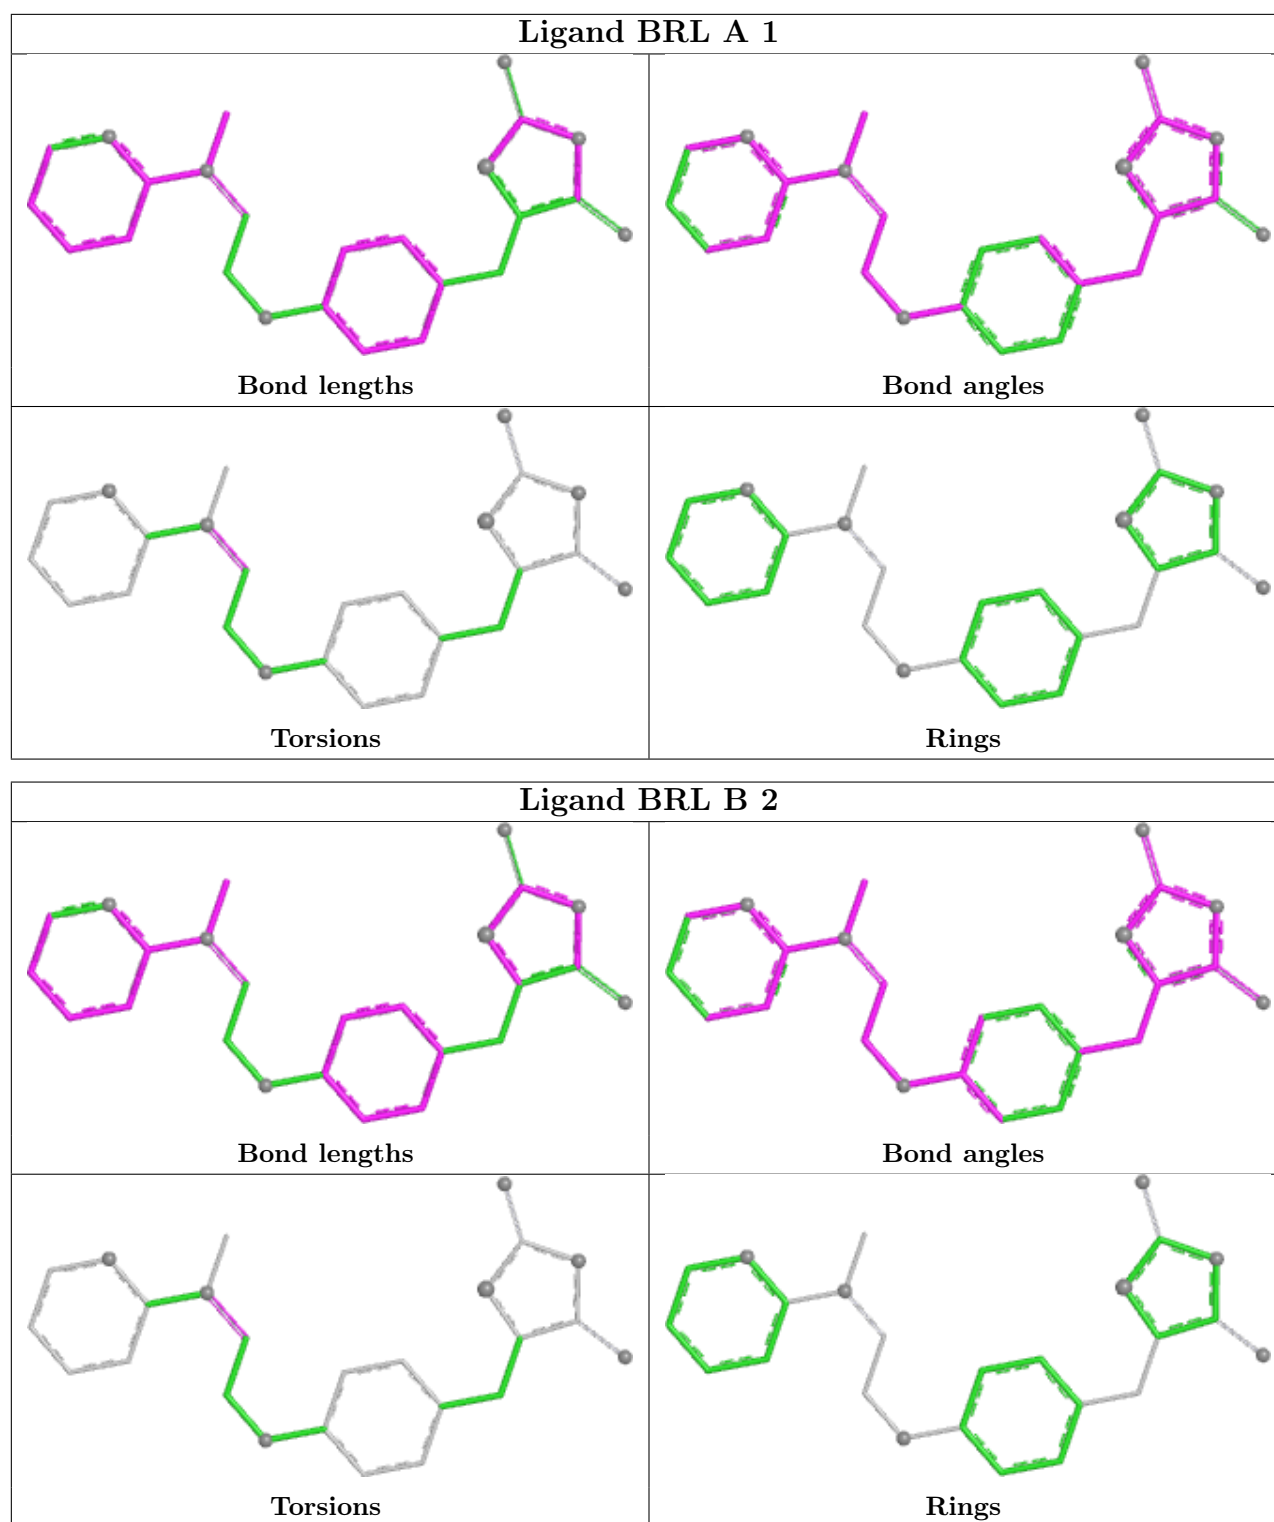 Ligand BRL A 1
Bond lengths
Bond angles
Torsions
Rings
Ligand BRL B 2
Bond lengths
Bond angles
Torsions
Rings